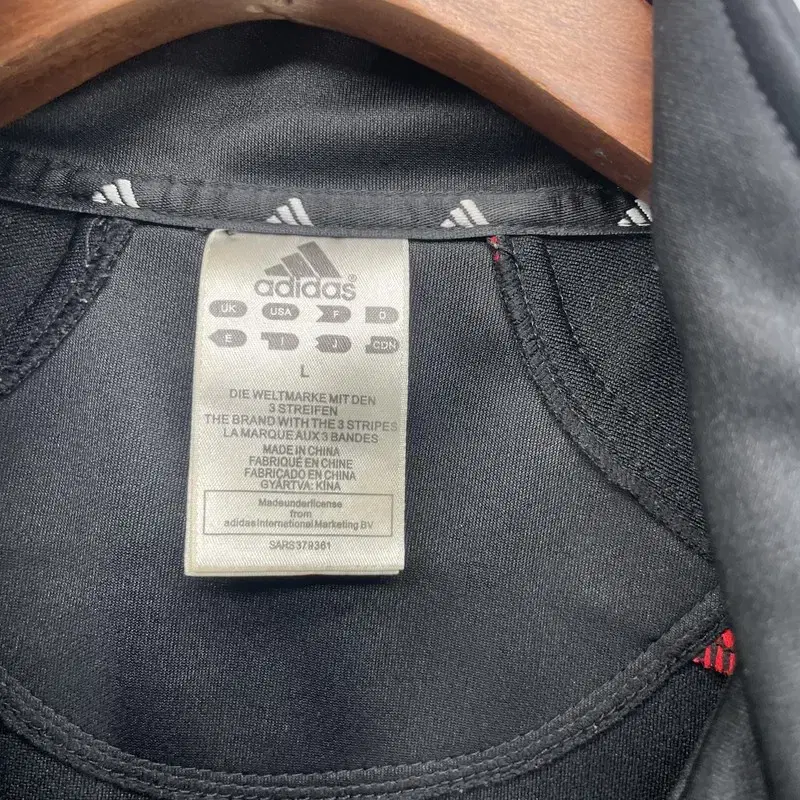 adidas®
UK USA F D
E I J CDN
L
DIE WELTMARKE MIT DEN
3 STREIFEN
THE BRAND WITH THE 3 STRIPES
LA MARQUE AUX 3 BANDES
MADE IN CHINA
FABRIQUÉ EN CHINE
FABRICADO EN CHINA
GYÁRTVA: KÍNA
Madeunderlicense
from
adidas International Marketing BV
SARS379361